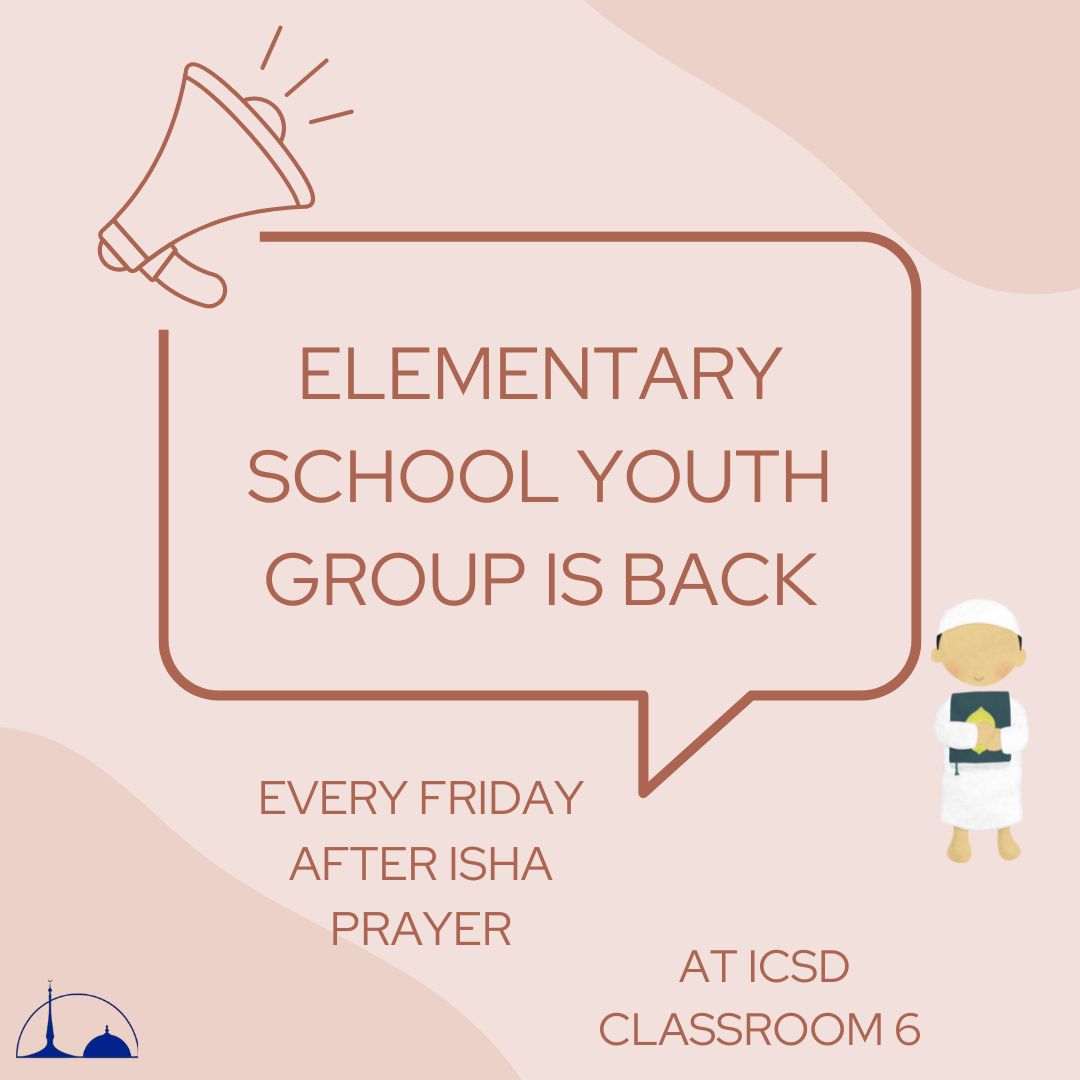 ELEMENTARY
SCHOOL YOUTH
GROUP IS BACK
EVERY FRIDAY
AFTER ISHA
PRAYER
AT ICSD
CLASSROOM 6